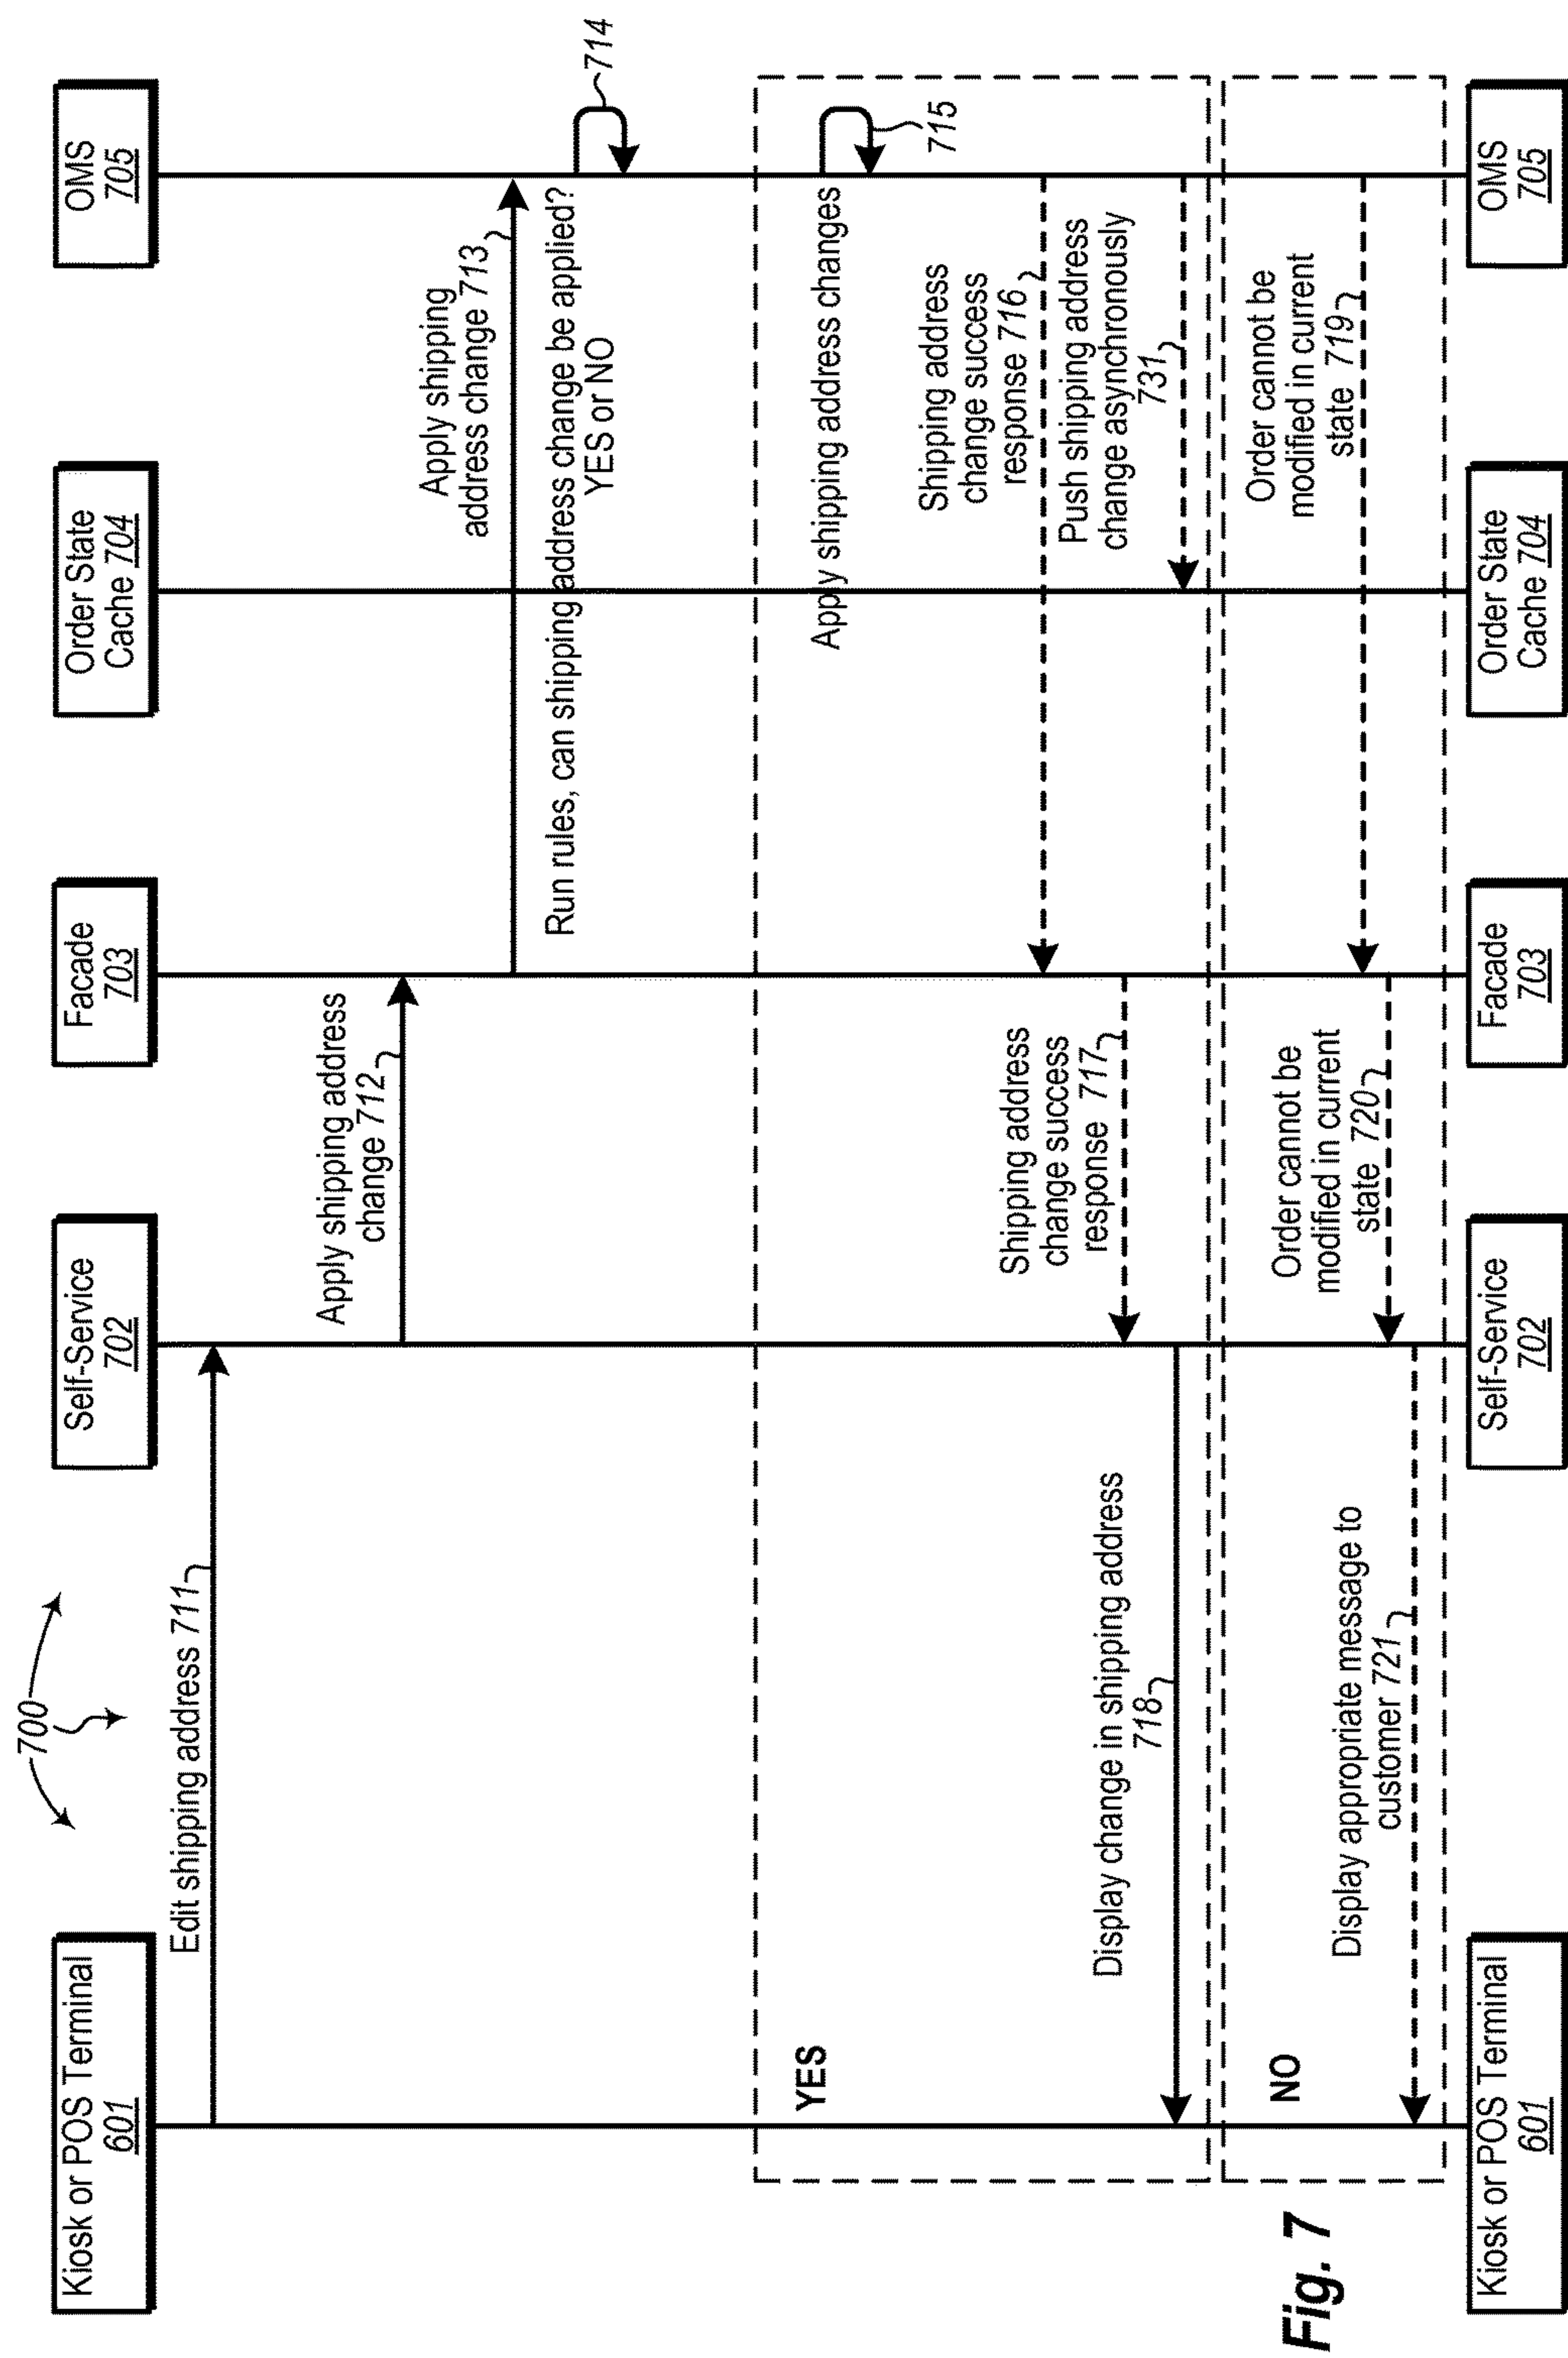 700
Kiosk or POS Terminal
601
Self-Service
702
Facade
703
Order State
Cache 704
OMS
705
Edit shipping address 711
Apply shipping address
change 712
Apply shipping
address change 713
Run rules, can shipping address change be applied?
YES or NO
714
YES
Apply shipping address changes
715
Shipping address
change success
response 716
Shipping address
change success
response 717
Push shipping address
change asynchronously
731
Display change in shipping address
718
NO
Order cannot be
modified in current
state 719
Order cannot be
modified in current
state 720
Display appropriate message to
customer 721
Kiosk or POS Terminal
601
Self-Service
702
Facade
703
Order State
Cache 704
OMS
705
Fig. 7